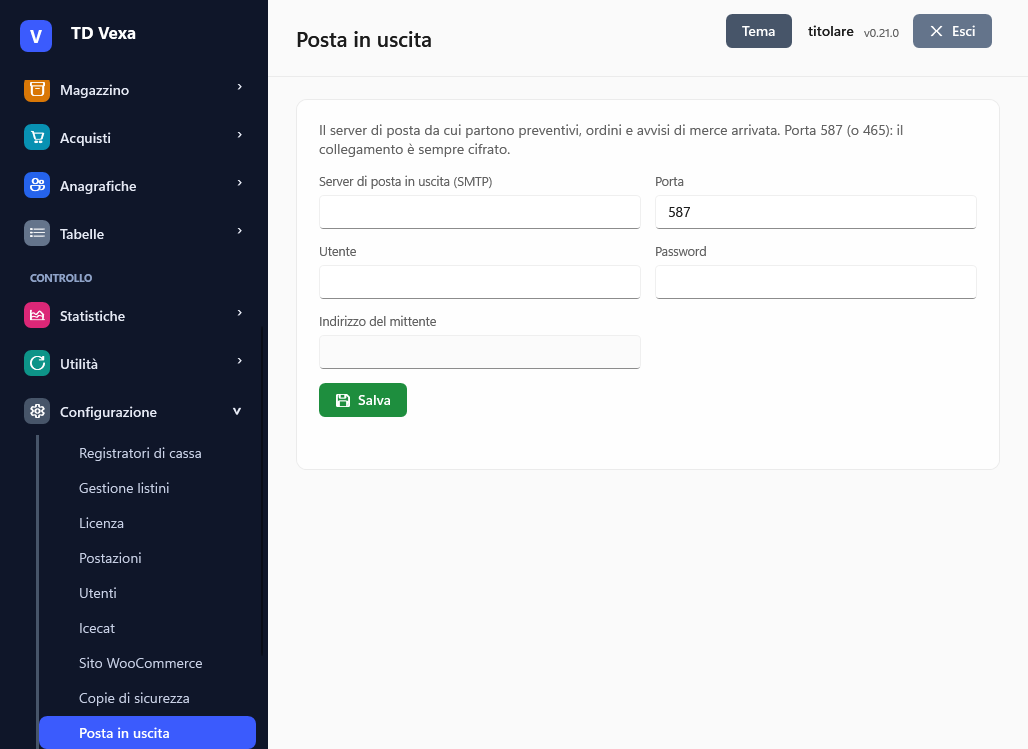 V
TD Vexa
Magazzino
Acquisti
Anagrafiche
Tabelle
CONTROLLO
Statistiche
Utilità
Configurazione
Registratori di cassa
Gestione listini
Licenza
Postazioni
Utenti
Icecat
Sito WooCommerce
Copie di sicurezza
Posta in uscita
Posta in uscita
Tema
titolare
v0.21.0
Esci
Il server di posta da cui partono preventivi, ordini e avvisi di merce arrivata. Porta 587 (o 465): il
collegamento è sempre cifrato.
Server di posta in uscita (SMTP)
Porta
587
Utente
Password
Indirizzo del mittente
Salva